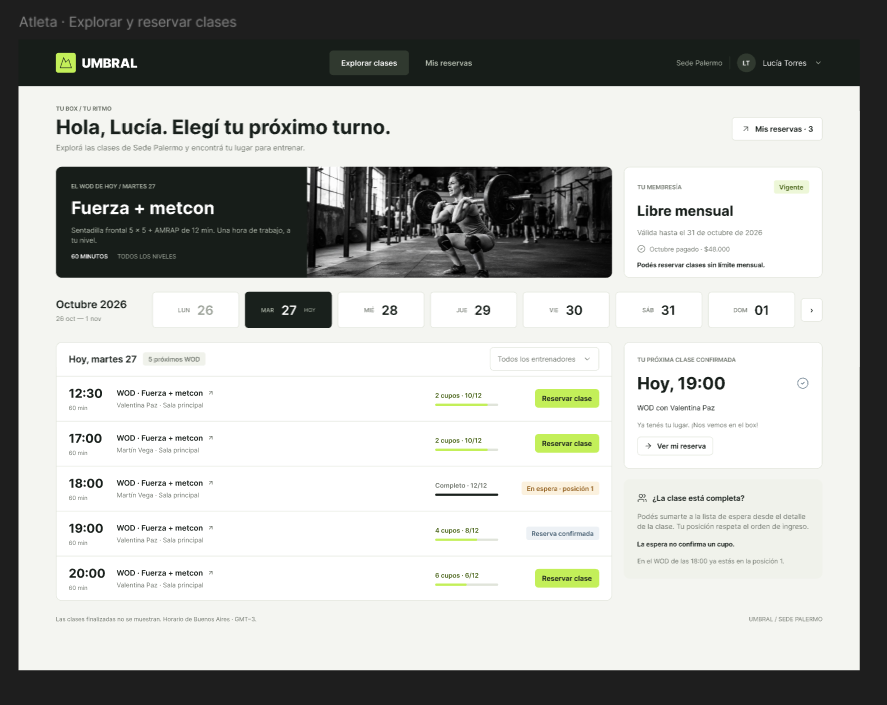 Atleta · Explorar y reservar clases
UMBRAL
Explorar clases
Mis reservas
Sede Palermo
LT
Lucía Torres
TU BOX / TU RITMO
Hola, Lucía. Elegí tu próximo turno.
Explorá las clases de Sede Palermo y encontrá tu lugar para entrenar.
Mis reservas · 3
EL WOD DE HOY / MARTES 27
Fuerza + metcon
Sentadilla frontal 5 × 5 + AMRAP de 12 min. Una hora de trabajo, a
tu nivel.
60 MINUTOS
TODOS LOS NIVELES
TU MEMBRESÍA
Vigente
Libre mensual
Válida hasta el 31 de octubre de 2026
Octubre pagado · $46.000
Podés reservar clases sin límite mensual.
Octubre 2026
26 oct — 1 nov
LUN 26
MAR 27 HOY
MIÉ 28
JUE 29
VIE 30
SÁB 31
DOM 01
Hoy, martes 27
5 próximos WOD
Todos los entrenadores
12:30
60 min
WOD · Fuerza + metcon
Valentina Paz · Sala principal
2 cupos · 10/12
Reservar clase
17:00
60 min
WOD · Fuerza + metcon
Martín Vega · Sala principal
2 cupos · 10/12
Reservar clase
18:00
60 min
WOD · Fuerza + metcon
Martín Vega · Sala principal
Completo · 12/12
En espera · posición 1
19:00
60 min
WOD · Fuerza + metcon
Valentina Paz · Sala principal
4 cupos · 8/12
Reserva confirmada
20:00
60 min
WOD · Fuerza + metcon
Valentina Paz · Sala principal
6 cupos · 6/12
Reservar clase
TU PRÓXIMA CLASE CONFIRMADA
Hoy, 19:00
WOD con Valentina Paz
Ya tenés tu lugar. ¡Nos vemos en el box!
Ver mi reserva
¿La clase está completa?
Podés sumarte a la lista de espera desde el detalle
de la clase. Tu posición respeta el orden de ingreso.
La espera no confirma un cupo.
En el WOD de las 18:00 ya estás en la posición 1.
Las clases finalizadas no se muestran. Horario de Buenos Aires · GMT−3.
UMBRAL / SEDE PALERMO